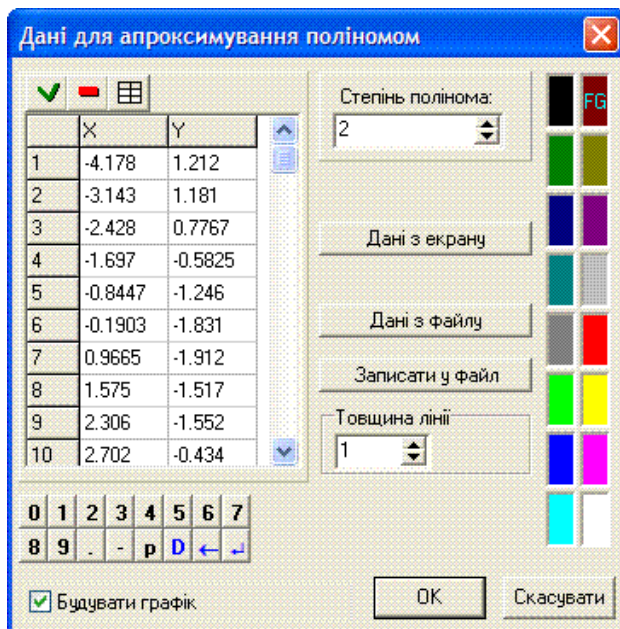 Дані для апроксимування поліномом
X Y
1 -4.178 1.212
2 -3.143 1.181
3 -2.428 0.7767
4 -1.697 -0.5825
5 -0.8447 -1.246
6 -0.1903 -1.831
7 0.9665 -1.912
8 1.575 -1.517
9 2.306 -1.552
10 2.702 -0.434
Степінь полінома:
2
Дані з екрану
Дані з файлу
Записати у файл
Товщина лінії
1
FG
0 1 2 3 4 5 6 7
8 9 . - p D ← ↵
Будувати графік
OK
Скасувати